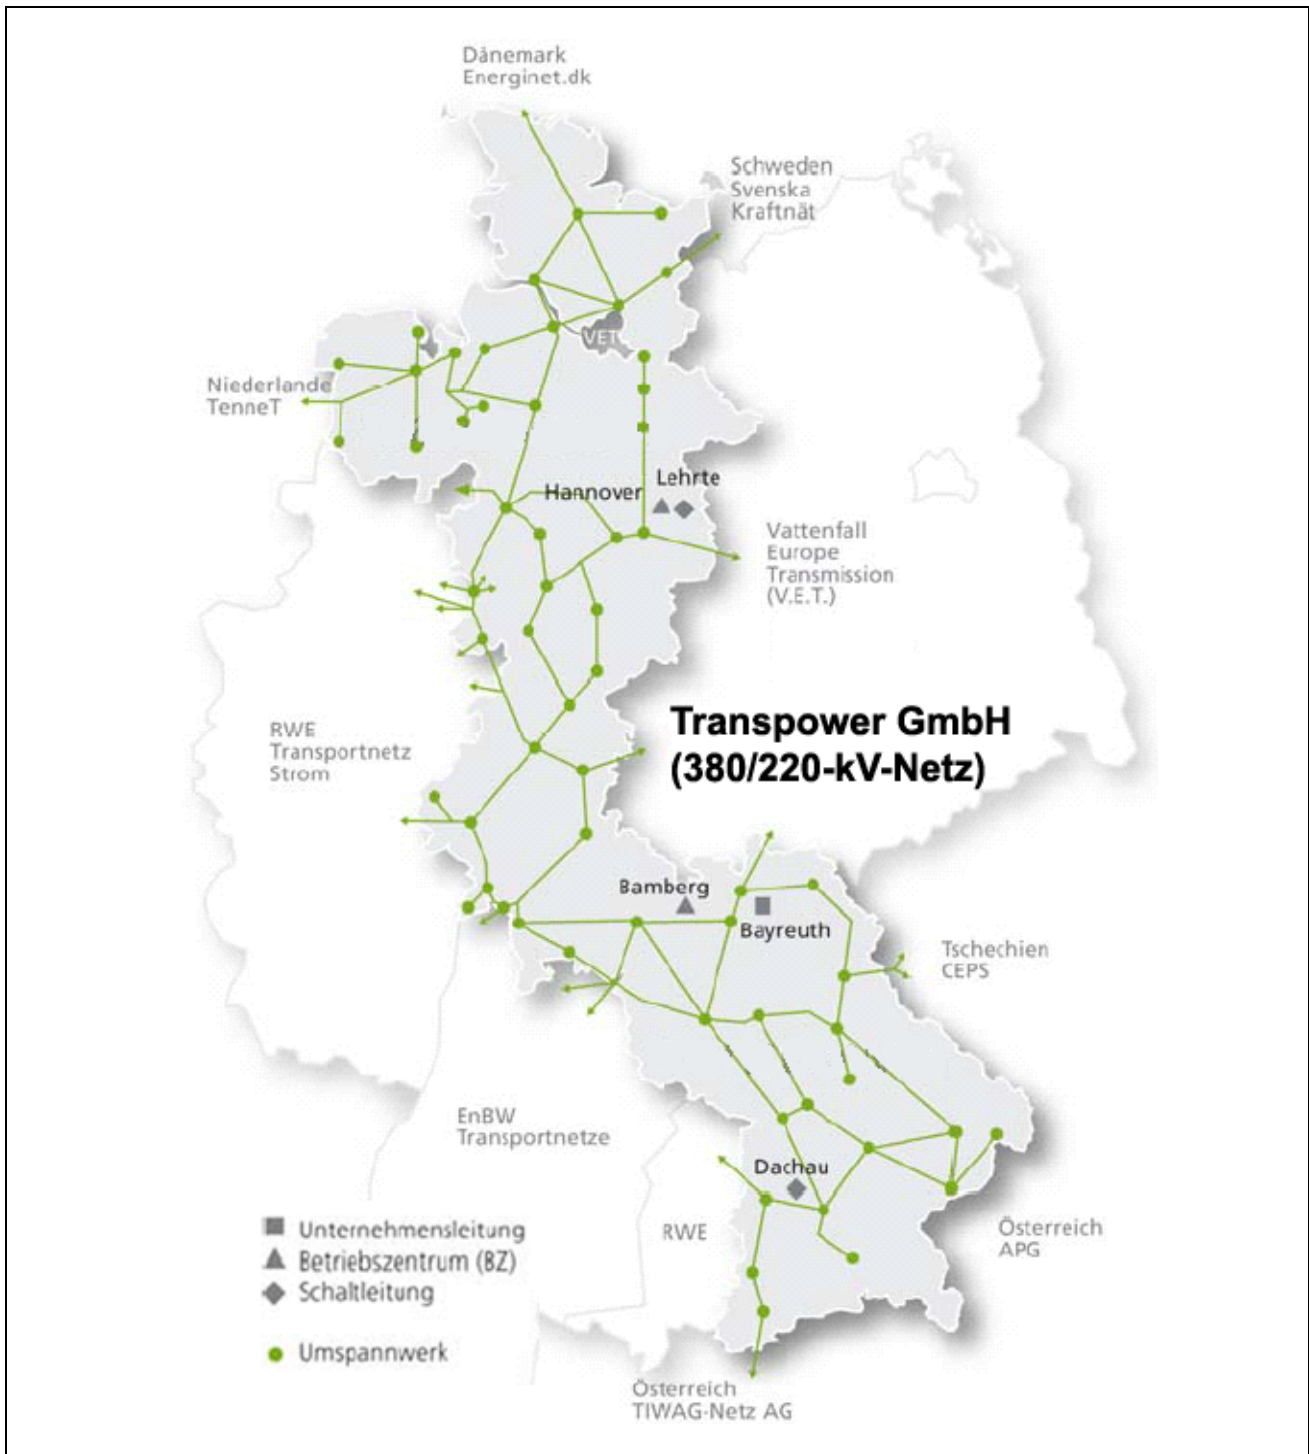 Dänemark
Energinet.dk
Schweden
Svenska
Kraftnät
VET
Niederlande
TenneT
Lehrte
Hannover
Vattenfall
Europe
Transmission
(V.E.T.)
Transpower GmbH
(380/220-kV-Netz)
RWE
Transportnetz
Strom
Bamberg
Bayreuth
Tschechien
CEPS
EnBW
Transportnetze
Dachau
RWE
Österreich
APG
Unternehmensleitung
Betriebszentrum (BZ)
Schaltleitung
Umspannwerk
Österreich
TIWAG-Netz AG